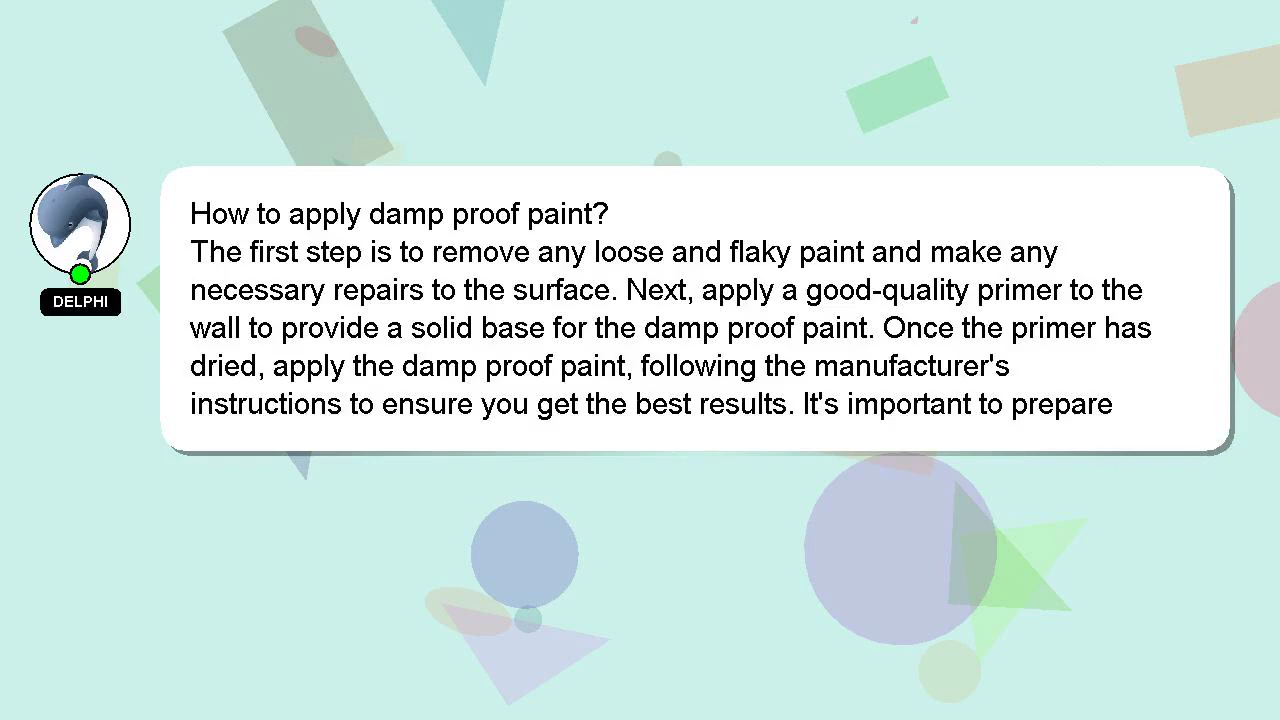 How to apply damp proof paint?
The first step is to remove any loose and flaky paint and make any
necessary repairs to the surface. Next, apply a good-quality primer to the
wall to provide a solid base for the damp proof paint. Once the primer has
dried, apply the damp proof paint, following the manufacturer's
instructions to ensure you get the best results. It's important to prepare
DELPHI